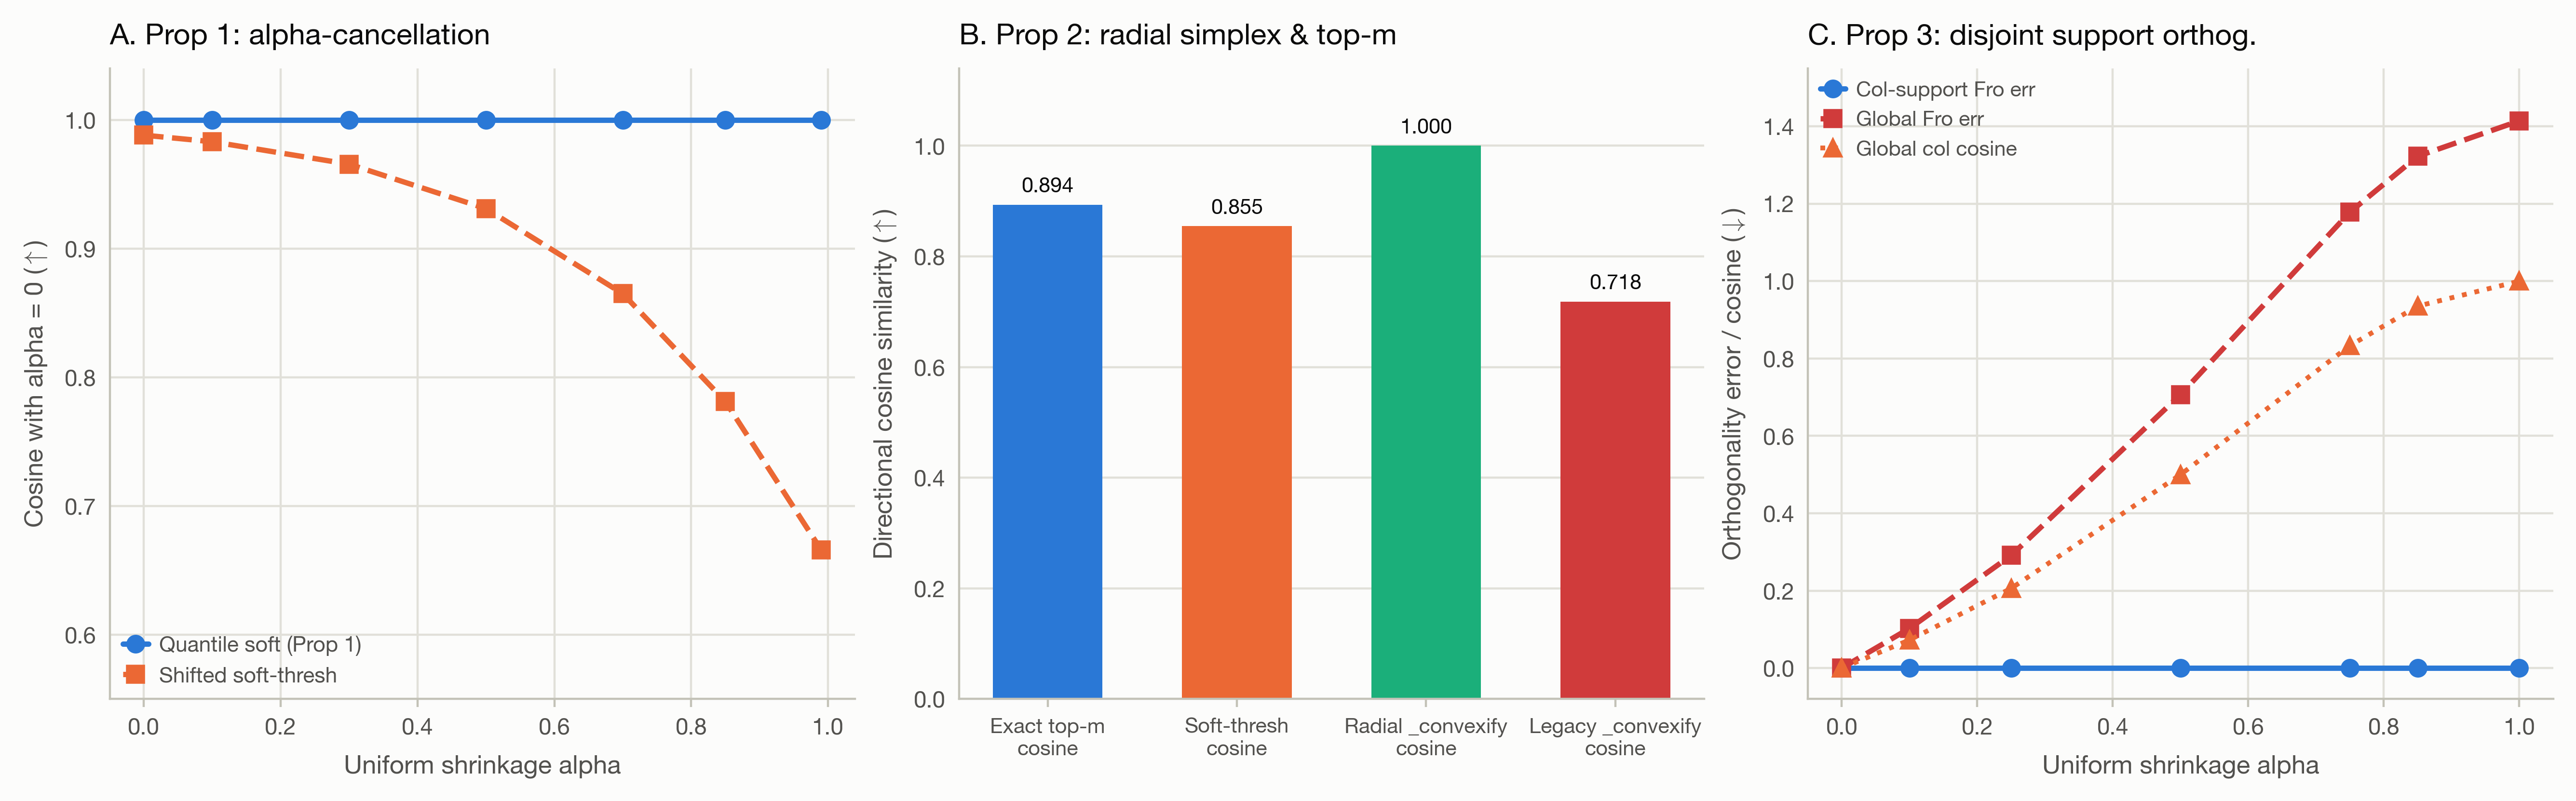 A. Prop 1: alpha-cancellation
Cosine with alpha = 0 (↑)
1.0
0.9
0.8
0.7
0.6
Quantile soft (Prop 1)
Shifted soft-thresh
0.0 0.2 0.4 0.6 0.8 1.0
Uniform shrinkage alpha
B. Prop 2: radial simplex & top-m
Directional cosine similarity (↑)
1.0
0.8
0.6
0.4
0.2
0.0
0.894
0.855
1.000
0.718
Exact top-m
cosine
Soft-thresh
cosine
Radial _convexify
cosine
Legacy _convexify
cosine
C. Prop 3: disjoint support orthog.
Orthogonality error / cosine (↓)
Col-support Fro err
Global Fro err
Global col cosine
1.4
1.2
1.0
0.8
0.6
0.4
0.2
0.0
0.0 0.2 0.4 0.6 0.8 1.0
Uniform shrinkage alpha